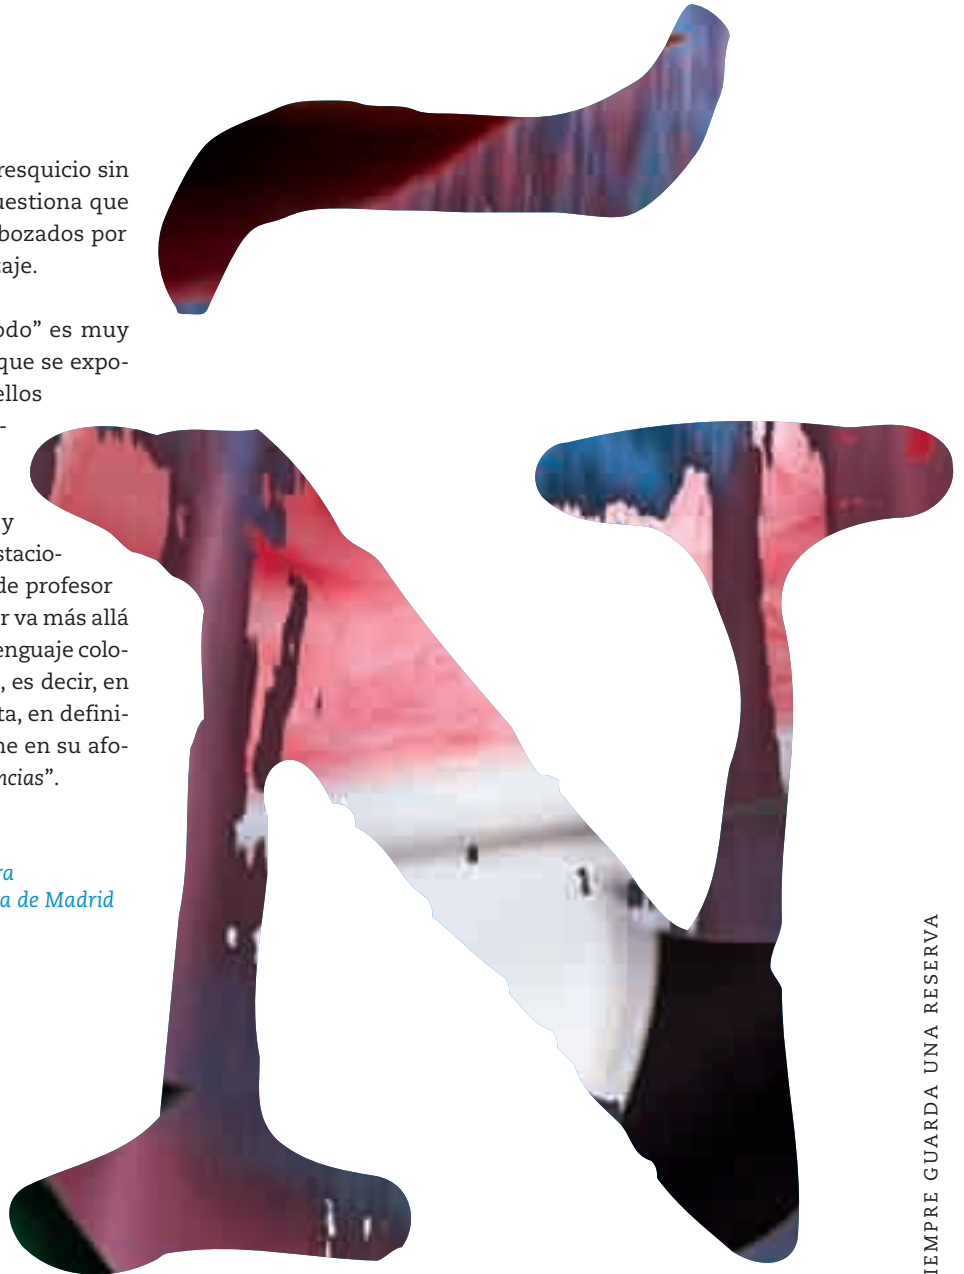 resquicio sin
uestiona que
bozados por
aje.
odo” es muy
que se expo-
ellos
-
y
stacio-
de profesor
r va más allá
enguaje colo-
, es decir, en
ta, en defini-
ne en su afo-
ncias”.
ra
a de Madrid
Ñ
IEMPRE GUARDA UNA RESERVA